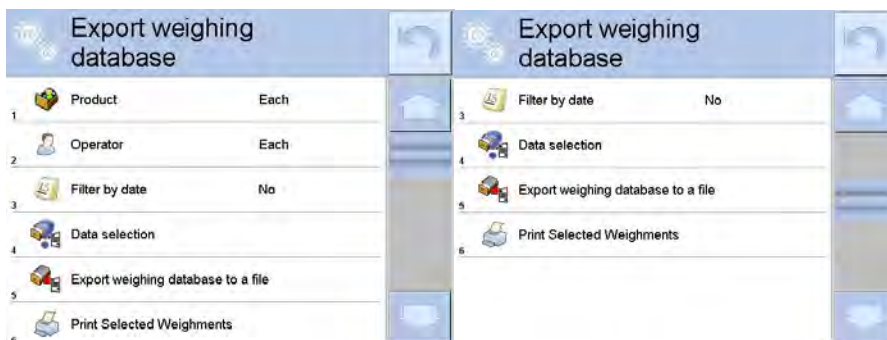 Export weighing
database
1 Product Each
2 Operator Each
3 Filter by date No
4 Data selection
5 Export weighing database to a file
6 Print Selected Weighments
Export weighing
database
3 Filter by date No
4 Data selection
5 Export weighing database to a file
6 Print Selected Weighments